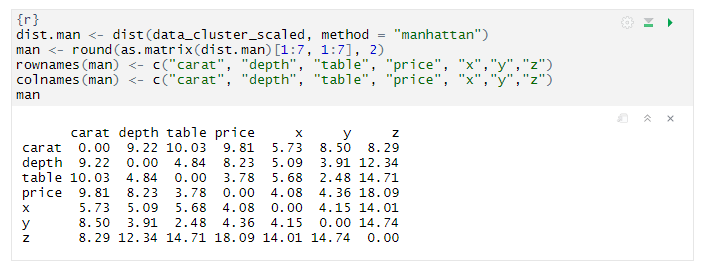 {r}
dist.man <- dist(data_cluster_scaled, method = "manhattan")
man <- round(as.matrix(dist.man)[1:7, 1:7], 2)
rownames(man) <- c("carat", "depth", "table", "price", "x","y","z")
colnames(man) <- c("carat", "depth", "table", "price", "x","y","z")
man
carat depth table price x y z
carat 0.00 9.22 10.03 9.81 5.73 8.50 8.29
depth 9.22 0.00 4.84 8.23 5.09 3.91 12.34
table 10.03 4.84 0.00 3.78 5.68 2.48 14.71
price 9.81 8.23 3.78 0.00 4.08 4.36 18.09
x 5.73 5.09 5.68 4.08 0.00 4.15 14.01
y 8.50 3.91 2.48 4.36 4.15 0.00 14.74
z 8.29 12.34 14.71 18.09 14.01 14.74 0.00